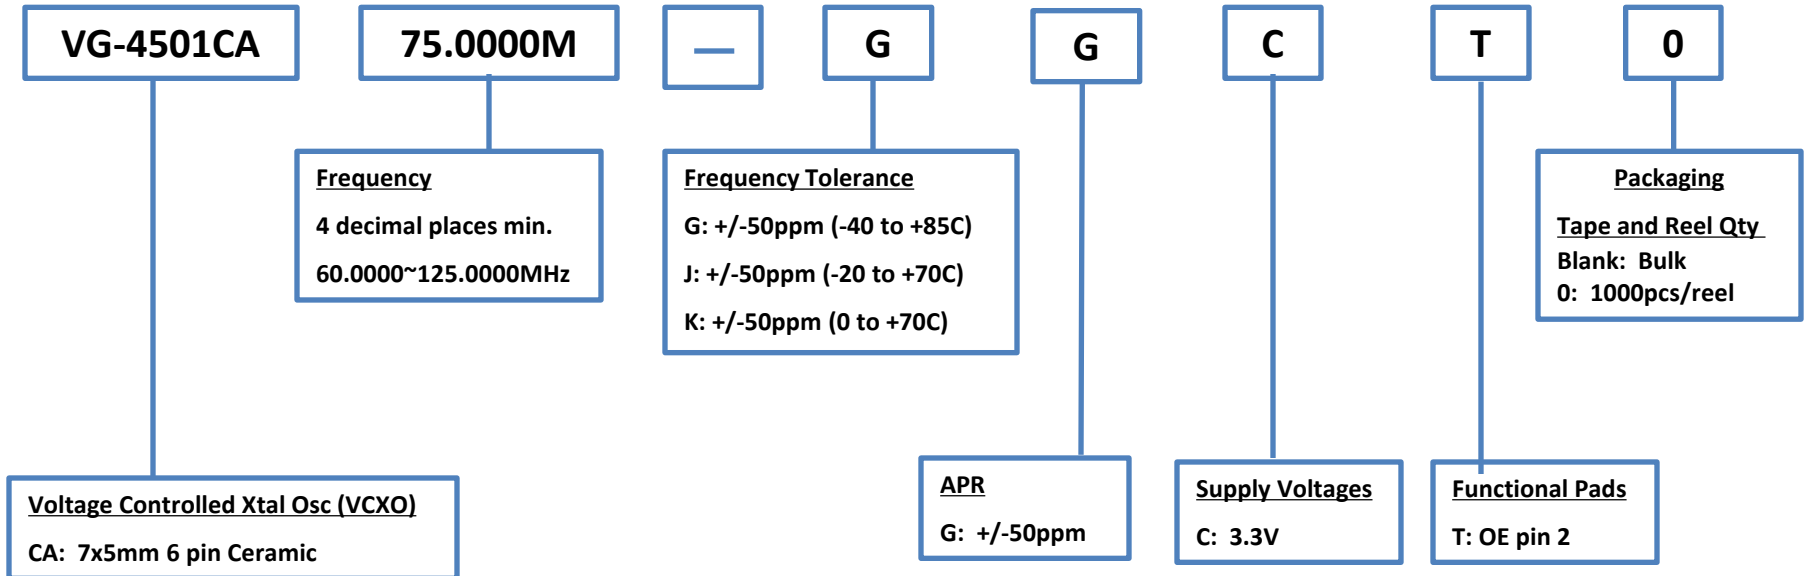 VG-4501CA 75.0000M — G G C T 0
Frequency
4 decimal places min.
60.0000~125.0000MHz
Frequency Tolerance
G: +/-50ppm (-40 to +85C)
J: +/-50ppm (-20 to +70C)
K: +/-50ppm (0 to +70C)
Packaging
Tape and Reel Qty
Blank: Bulk
0: 1000pcs/reel
Voltage Controlled Xtal Osc (VCXO)
CA: 7x5mm 6 pin Ceramic
APR
G: +/-50ppm
Supply Voltages
C: 3.3V
Functional Pads
T: OE pin 2